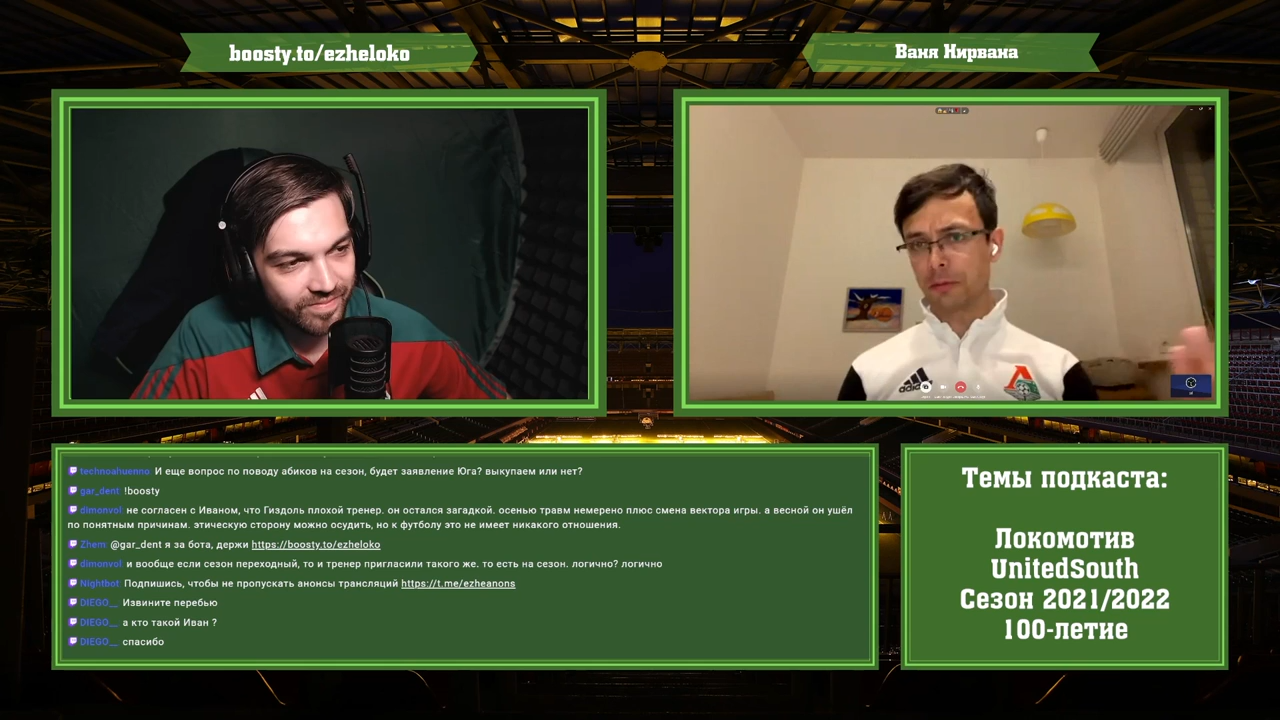 boosty.to/ezheloko
Ваня Нирвана
technoahuenno: И еще вопрос по поводу абиков на сезон, будет заявление Юга? выкупаем или нет?
gar_dent: !boosty
dimonvol: не согласен с Иваном, что Гиздоль плохой тренер. он остался загадкой. осенью травм немерено плюс смена вектора игры. а весной он ушёл
по понятным причинам. этическую сторону можно осудить, но к футболу это не имеет никакого отношения.
Zhem: @gar_dent я за бота, держи https://boosty.to/ezheloko
dimonvol: и вообще если сезон переходный, то и тренер пригласили такого же. то есть на сезон. логично? логично
Nightbot: Подпишись, чтобы не пропускать анонсы трансляций https://t.me/ezheanons
DIEGO__: Извините перебью
DIEGO__: а кто такой Иван ?
DIEGO__: спасибо
Темы подкаста:
Локомотив
UnitedSouth
Сезон 2021/2022
100-летие
adidas